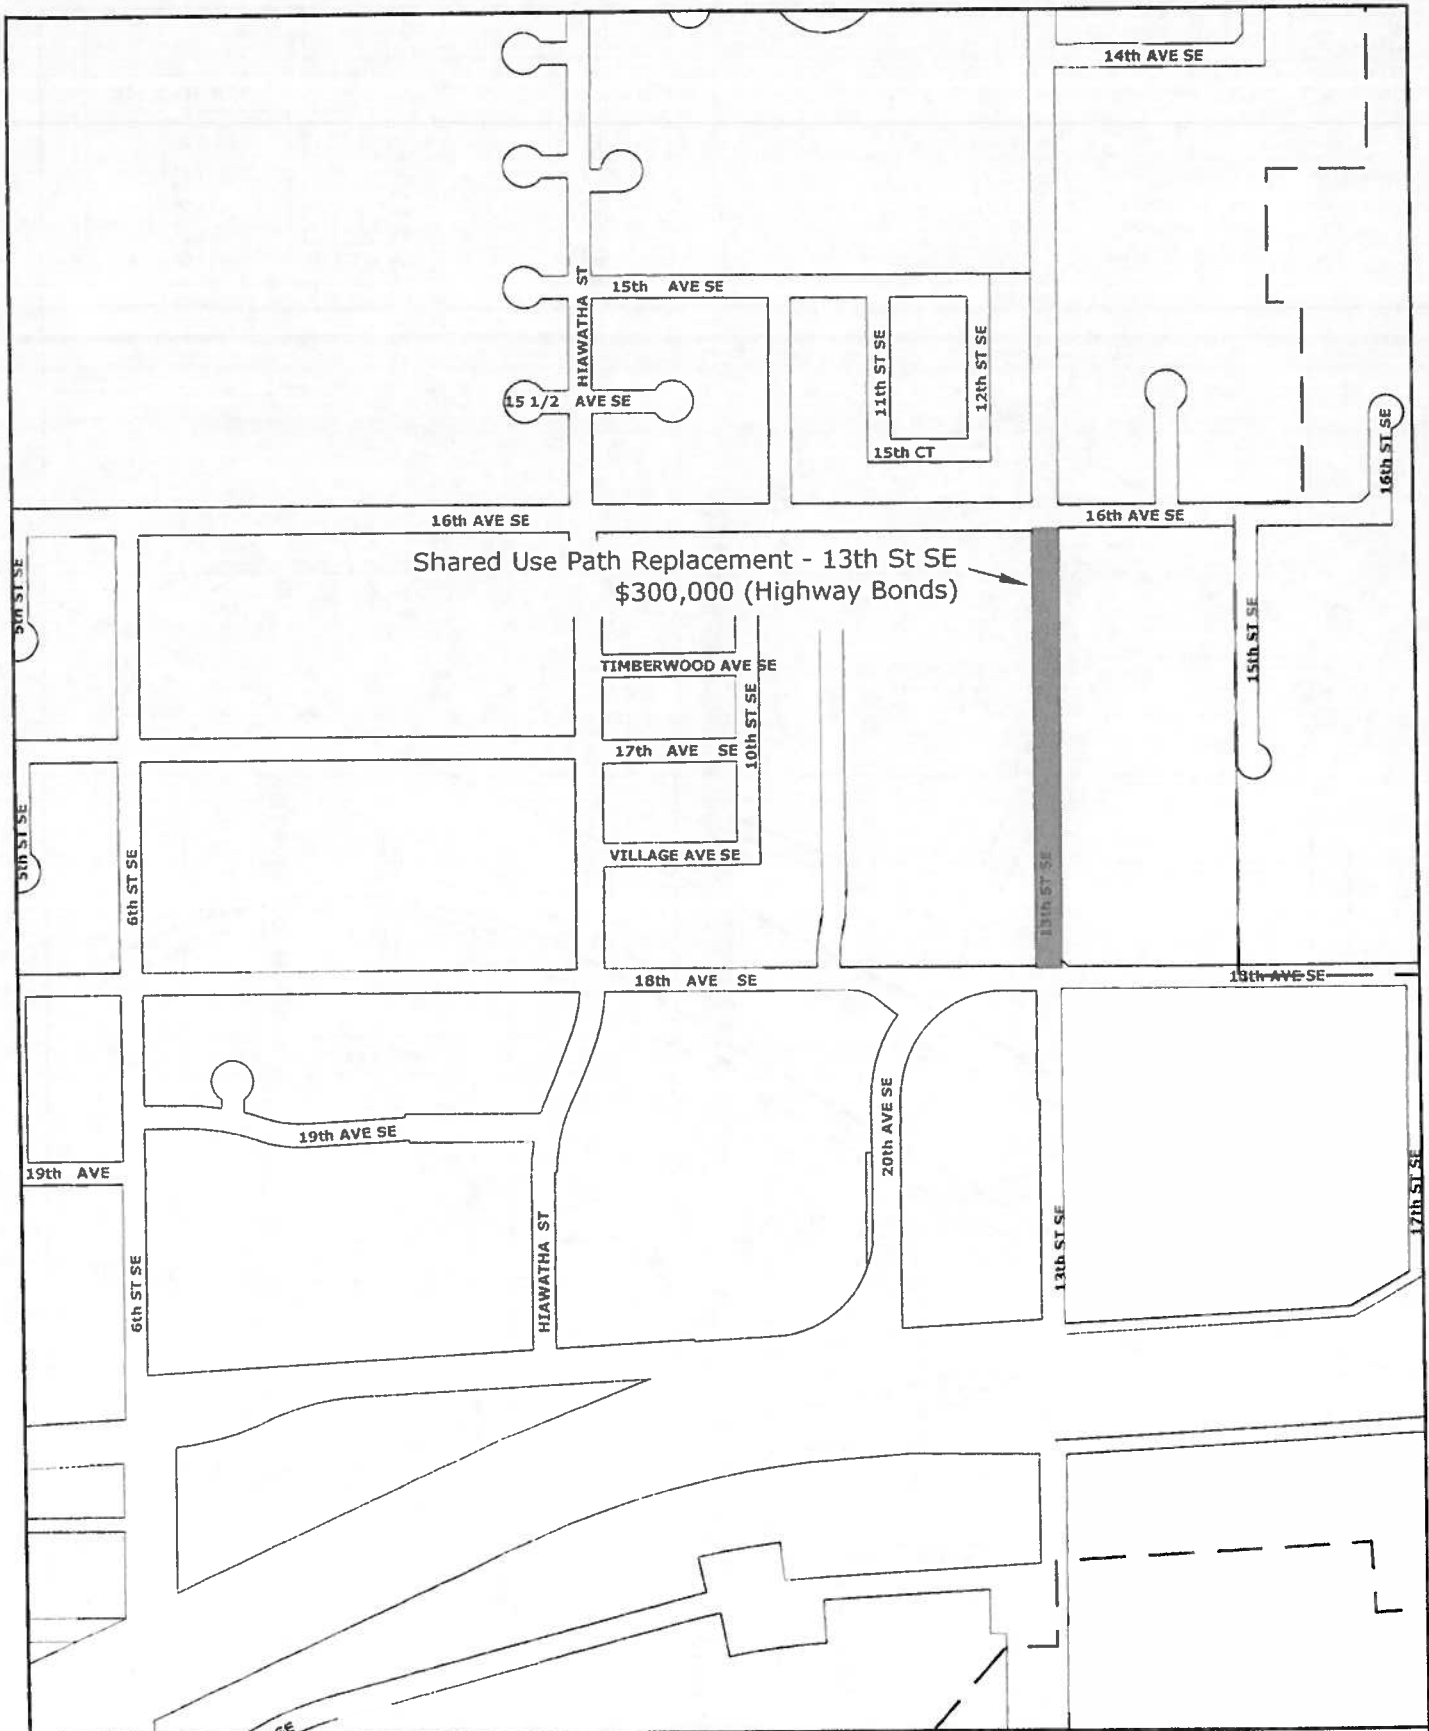 14th AVE SE
HIAWATHA ST
15th AVE SE
15 1/2 AVE SE
11th ST SE
12th ST SE
15th CT
16th ST SE
16th AVE SE
16th AVE SE
Shared Use Path Replacement - 13th St SE
$300,000 (Highway Bonds)
5th ST SE
15th ST SE
TIMBERWOOD AVE SE
10th ST SE
17th AVE SE
5th ST SE
6th ST SE
VILLAGE AVE SE
13th ST SE
18th AVE SE
18th AVE SE
20th AVE SE
19th AVE SE
19th AVE
17th ST SE
6th ST SE
HIAWATHA ST
13th ST SE
SE